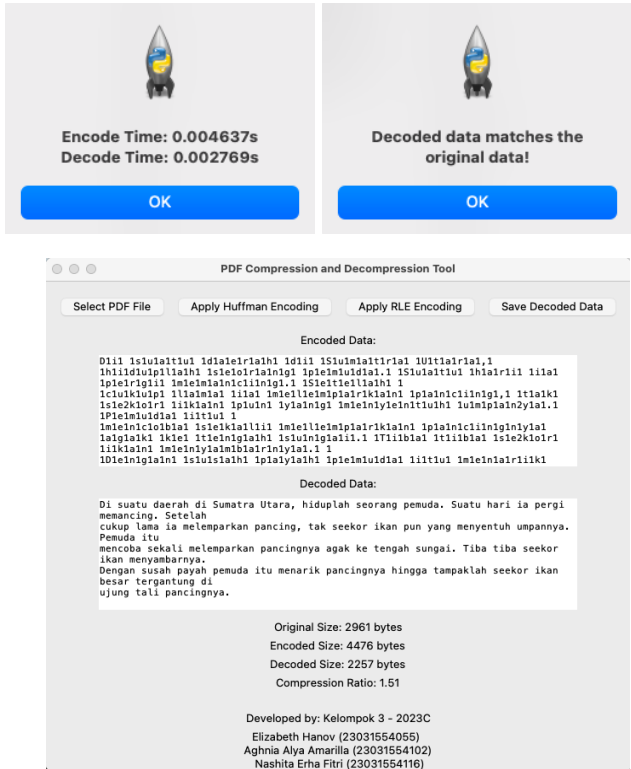 Encode Time: 0.004637s
Decode Time: 0.002769s
OK
Decoded data matches the
original data!
OK
PDF Compression and Decompression Tool
Select PDF File
Apply Huffman Encoding
Apply RLE Encoding
Save Decoded Data
Encoded Data:
D1i1 1s1u1a1t1u1 1d1a1e1r1a1h1 1d1i1 1S1u1m1a1t1r1a1 1U1t1a1r1a1,1
1h1i1d1u1p1l1a1h1 1s1e1o1r1a1n1g1 1p1e1m1u1d1a1.1 1S1u1a1t1u1 1h1a1r1i1 1i1a1
1p1e1r1g1i1 1m1e1m1a1n1c1i1n1g1.1 1S1e1t1e1l1a1h1 1
1c1u1k1u1p1 1l1a1m1a1 1i1a1 1m1e1l1e1m1p1a1r1k1a1n1 1p1a1n1c1i1n1g1,1 1t1a1k1
1s1e2k1o1r1 1i1k1a1n1 1p1u1n1 1y1a1n1g1 1m1e1n1y1e1n1t1u1h1 1u1m1p1a1n2y1a1.1
1P1e1m1u1d1a1 1i1t1u1 1
1m1e1n1c1o1b1a1 1s1e1k1a1l1i1 1m1e1l1e1m1p1a1r1k1a1n1 1p1a1n1c1i1n1g1n1y1a1
1a1g1a1k1 1k1e1 1t1e1n1g1a1h1 1s1u1n1g1a1i1.1 1T1i1b1a1 1t1i1b1a1 1s1e2k1o1r1
1i1k1a1n1 1m1e1n1y1a1m1b1a1r1n1y1a1.1 1
1D1e1n1g1a1n1 1s1u1s1a1h1 1p1a1y1a1h1 1p1e1m1u1d1a1 1i1t1u1 1m1e1n1a1r1i1k1
Decoded Data:
Di suatu daerah di Sumatra Utara, hiduplah seorang pemuda. Suatu hari ia pergi
memancing. Setelah
cukup lama ia melemparkan pancing, tak seekor ikan pun yang menyentuh umpannya.
Pemuda itu
mencoba sekali melemparkan pancingnya agak ke tengah sungai. Tiba tiba seekor
ikan menyambarnya.
Dengan susah payah pemuda itu menarik pancingnya hingga tampaklah seekor ikan
besar tergantung di
ujung tali pancingnya.
Original Size: 2961 bytes
Encoded Size: 4476 bytes
Decoded Size: 2257 bytes
Compression Ratio: 1.51
Developed by: Kelompok 3 - 2023C
Elizabeth Hanov (23031554055)
Aghnia Alya Amarilla (23031554102)
Nashita Erha Fitri (23031554116)